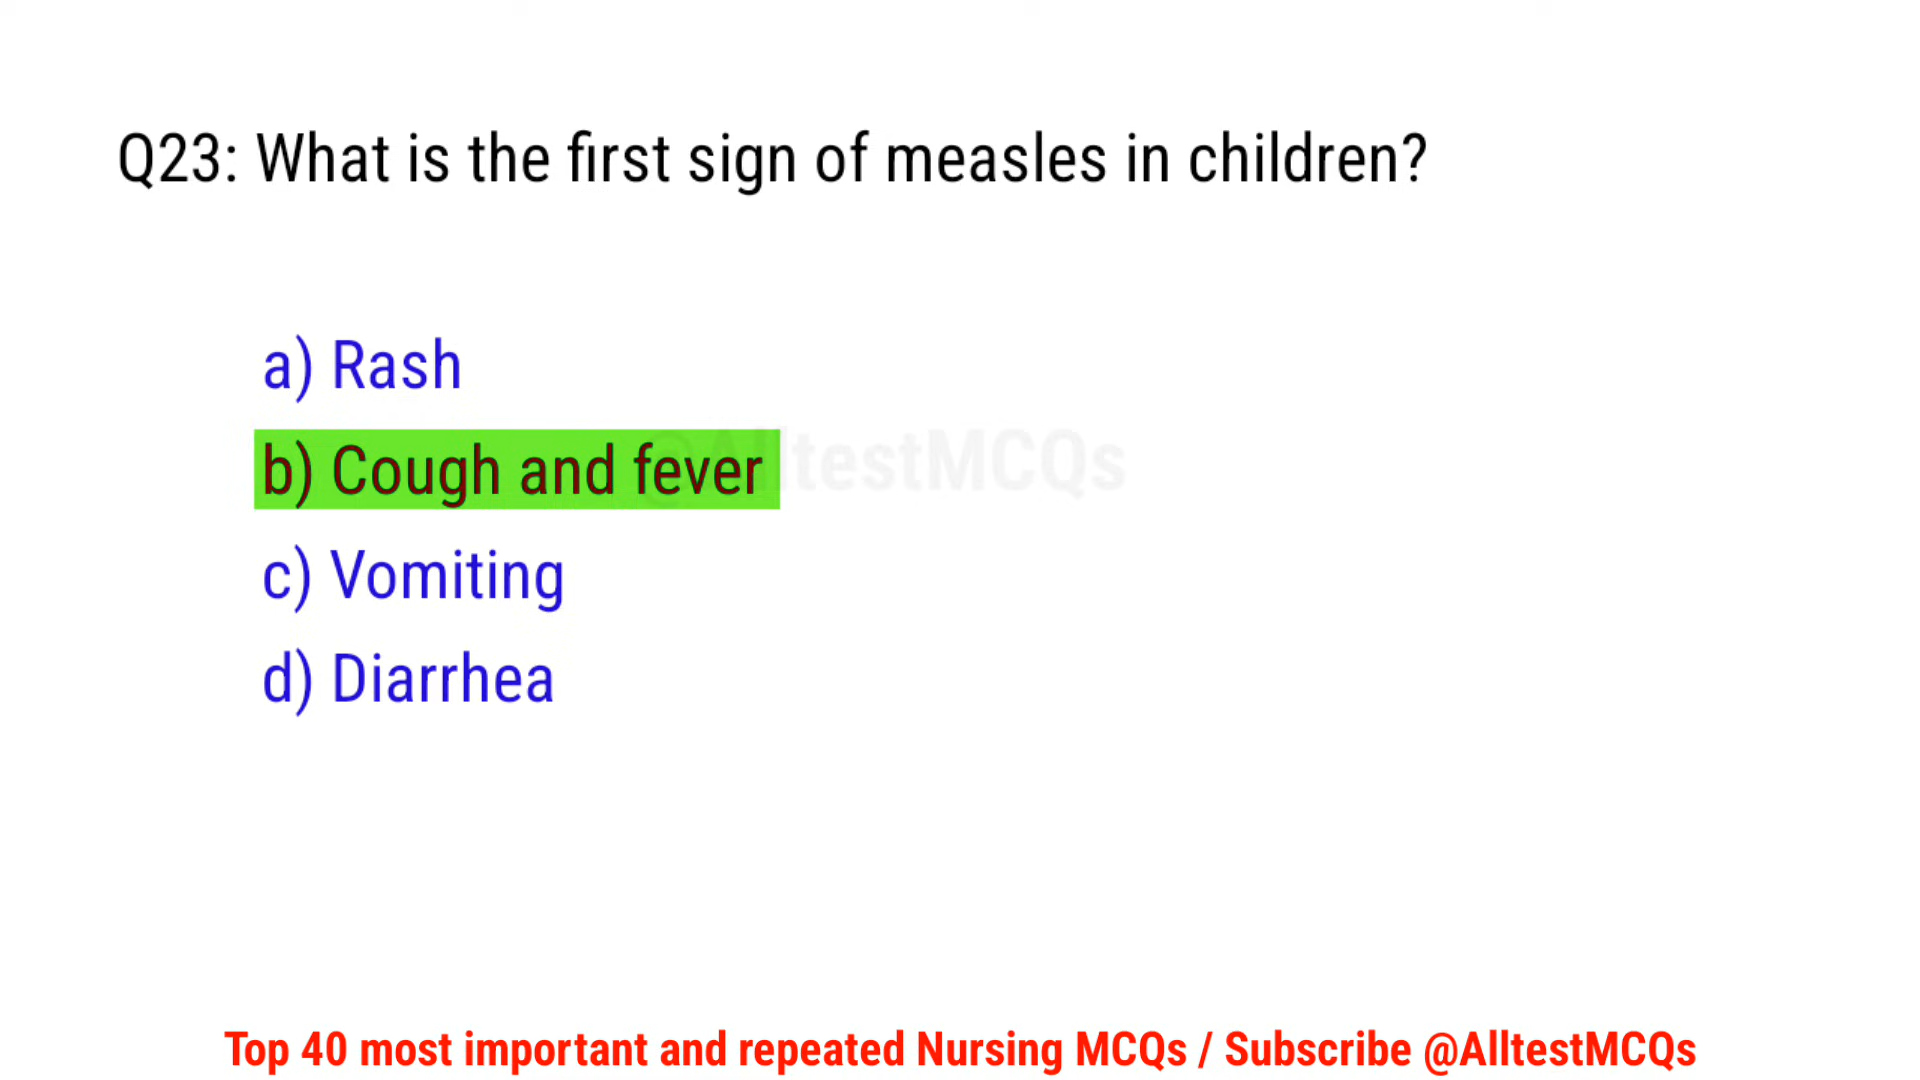 Q23: What is the first sign of measles in children?
a) Rash
b) Cough and fever
@AlltestMCQs
c) Vomiting
d) Diarrhea
Top 40 most important and repeated Nursing MCQs / Subscribe @AlltestMCQs